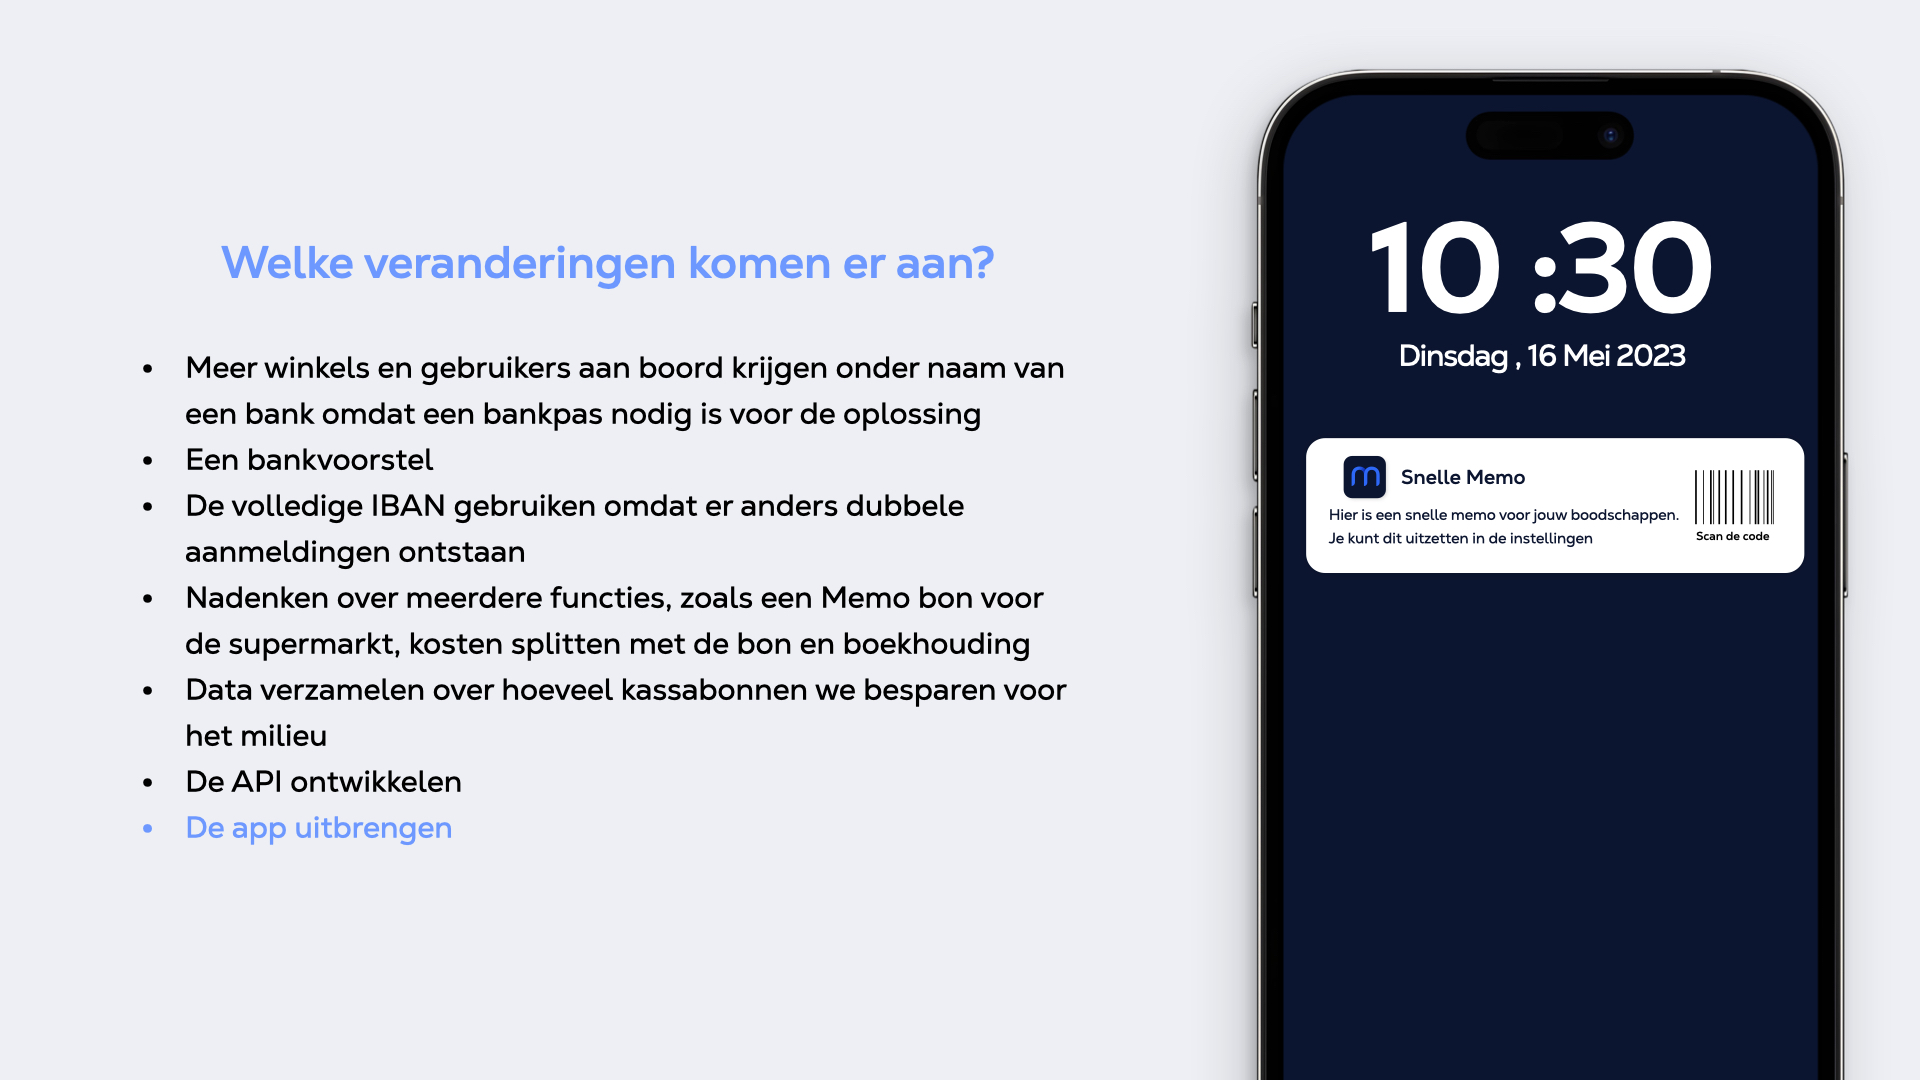 Welke veranderingen komen er aan?
• Meer winkels en gebruikers aan boord krijgen onder naam van
een bank omdat een bankpas nodig is voor de oplossing
• Een bankvoorstel
• De volledige IBAN gebruiken omdat er anders dubbele
aanmeldingen ontstaan
• Nadenken over meerdere functies, zoals een Memo bon voor
de supermarkt, kosten splitten met de bon en boekhouding
• Data verzamelen over hoeveel kassabonnen we besparen voor
het milieu
• De API ontwikkelen
• De app uitbrengen
10 :30
Dinsdag , 16 Mei 2023
m
Snelle Memo
Hier is een snelle memo voor jouw boodschappen.
Je kunt dit uitzetten in de instellingen
Scan de code